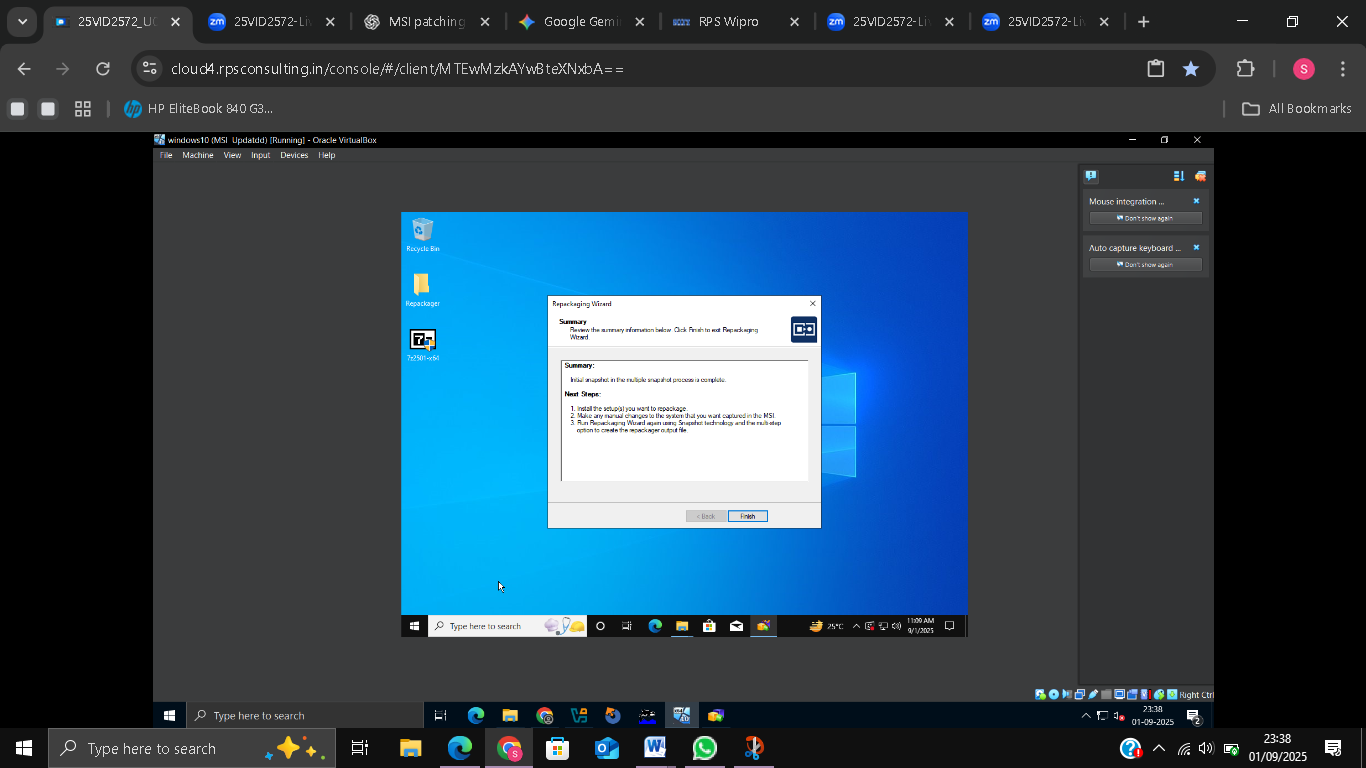 25VID2572_U
25VID2572-Li
MSI patching
Google Gemi
RPS Wipro
25VID2572-Li
25VID2572-Li
cloud4.rpsconsulting.in/console/#/client/MTEwMzkAYwBteXNxbA==
S
HP EliteBook 840 G3...
All Bookmarks
windows10 (MSI Updatdd) [Running] - Oracle VirtualBox
File Machine View Input Devices Help
Mouse integration ...
Don't show again
Auto capture keyboard ...
Don't show again
Recycle Bin
Repackager
7z2501-x64
Repackaging Wizard
Summary
Review the summary information below. Click Finish to exit Repackaging
Wizard.
Summary:
Initial snapshot in the multiple snapshot process is complete.
Next Steps:
1. Install the setup(s) you want to repackage.
2. Make any manual changes to the system that you want captured in the MSI.
3. Run Repackaging Wizard again using Snapshot technology and the multi-step
option to create the repackager output file.
< Back
Finish
Type here to search
25°C
11:09 AM
9/1/2025
Right Ctrl
Type here to search
23:38
01-09-2025
2
Type here to search
23:38
01/09/2025